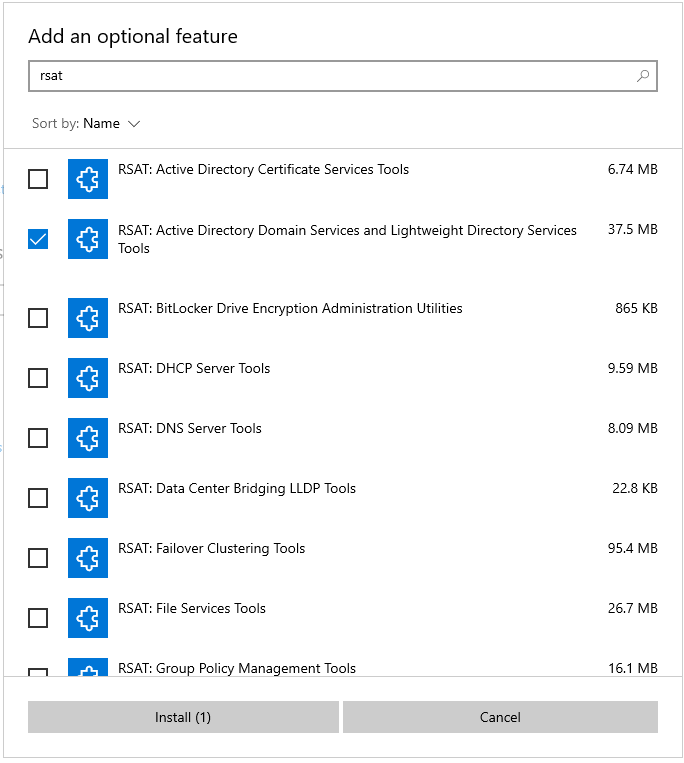 Add an optional feature
rsat
Sort by: Name
RSAT: Active Directory Certificate Services Tools 6.74 MB
RSAT: Active Directory Domain Services and Lightweight Directory Services 37.5 MB
Tools
RSAT: BitLocker Drive Encryption Administration Utilities 865 KB
RSAT: DHCP Server Tools 9.59 MB
RSAT: DNS Server Tools 8.09 MB
RSAT: Data Center Bridging LLDP Tools 22.8 KB
RSAT: Failover Clustering Tools 95.4 MB
RSAT: File Services Tools 26.7 MB
RSAT: Group Policy Management Tools 16.1 MB
Install (1) Cancel